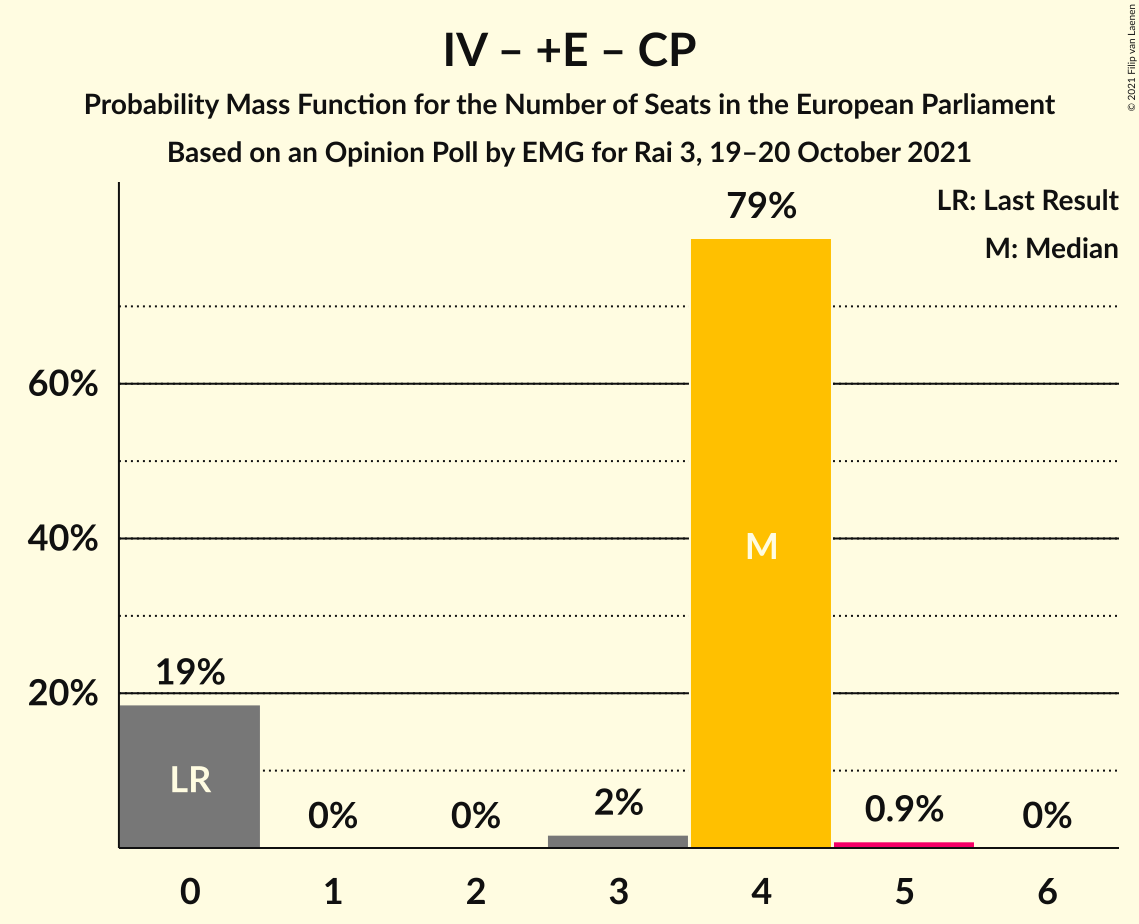 IV – +E – CP
Probability Mass Function for the Number of Seats in the European Parliament
Based on an Opinion Poll by EMG for Rai 3, 19–20 October 2021
© 2021 Filip van Laenen
LR: Last Result
M: Median
79%
60%
40%
20%
M
19%
LR
0%
0%
2%
0.9%
0%
0 1 2 3 4 5 6